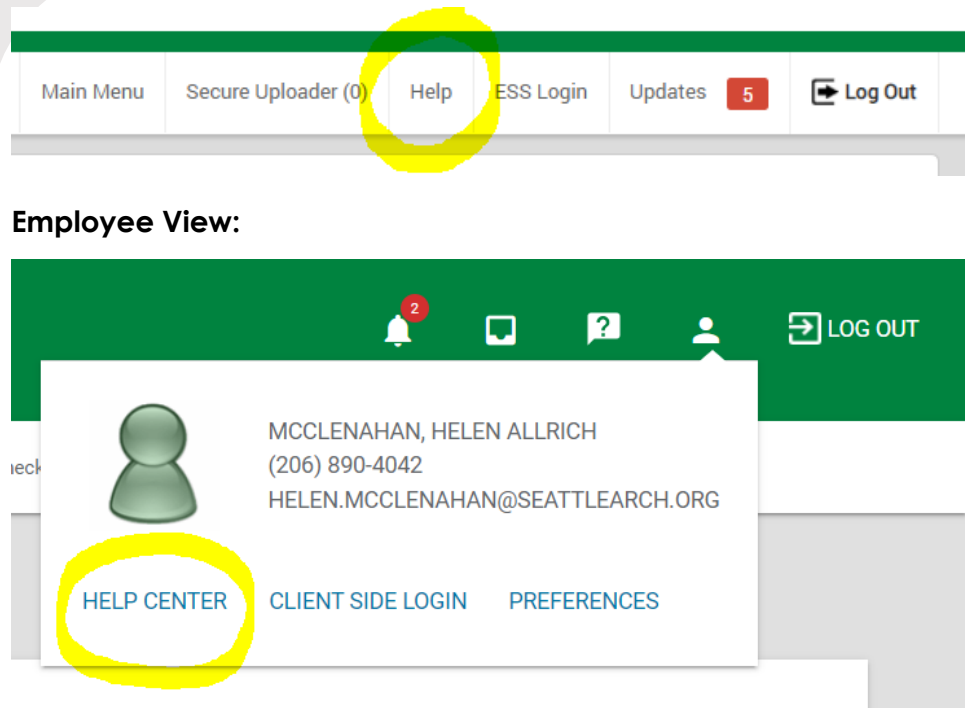 Main Menu Secure Uploader (0) Help ESS Login Updates 5 Log Out
Employee View:
2
? LOG OUT
MCCLENAHAN, HELEN ALLRICH
(206) 890-4042
HELEN.MCCLENAHAN@SEATTLEARCH.ORG
HELP CENTER CLIENT SIDE LOGIN PREFERENCES